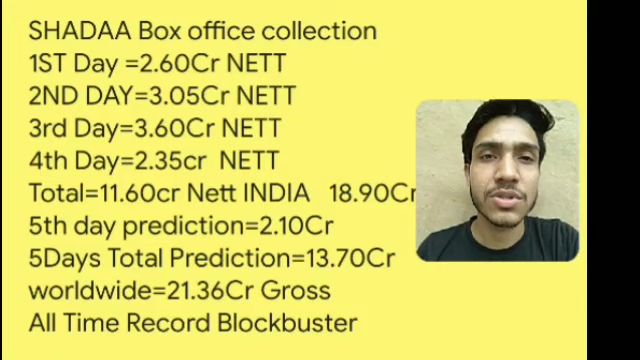 SHADAA Box office collection
1ST Day =2.60Cr NETT
2ND DAY=3.05Cr NETT
3rd Day=3.60Cr NETT
4th Day=2.35cr NETT
Total=11.60cr Nett INDIA 18.90Cr
5th day prediction=2.10Cr
5Days Total Prediction=13.70Cr
worldwide=21.36Cr Gross
All Time Record Blockbuster